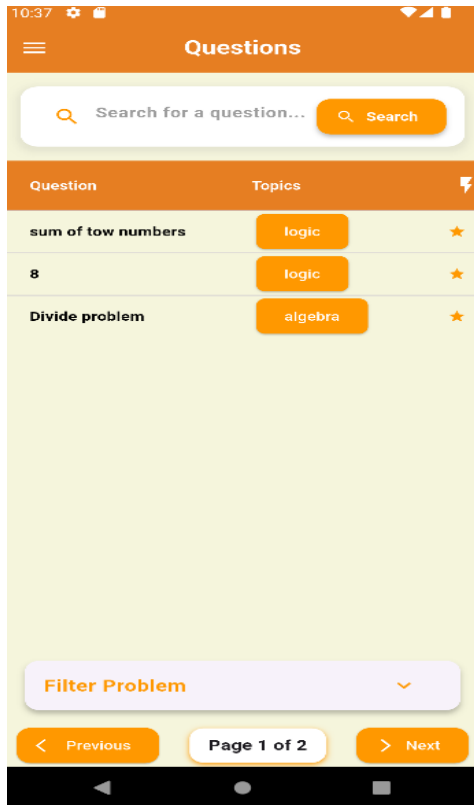 10:37
Questions
Search for a question... Search
Question Topics
sum of tow numbers logic
8 logic
Divide problem algebra
Filter Problem
Previous Page 1 of 2 Next